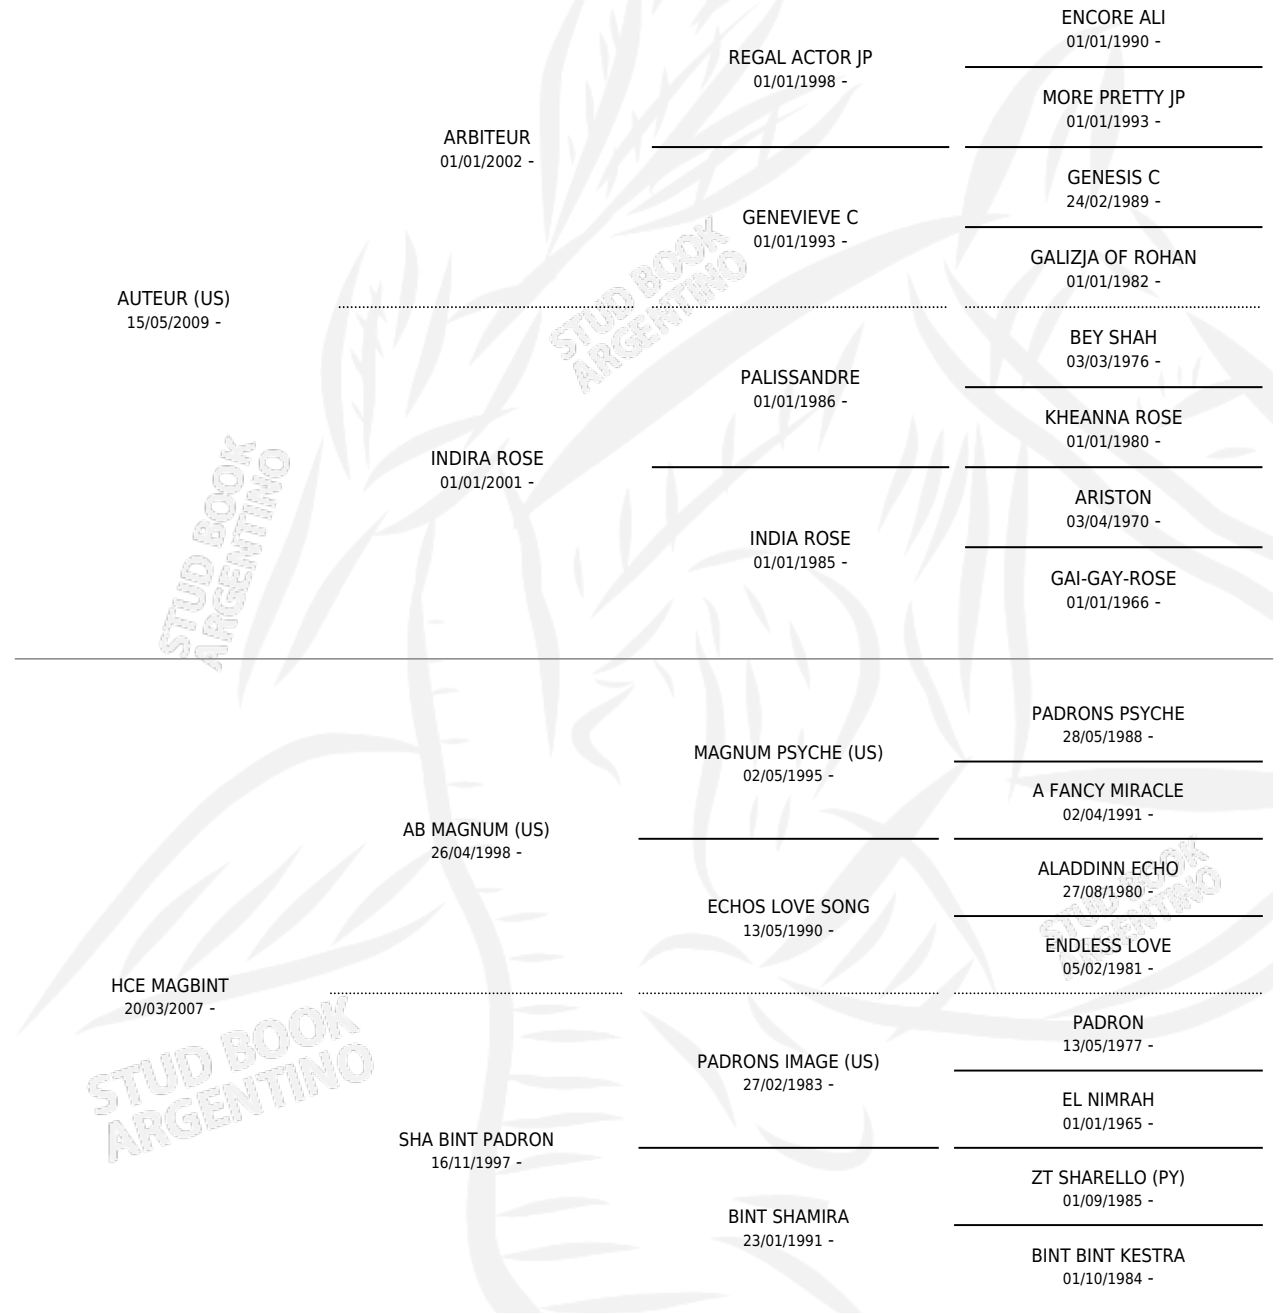 ENCORE ALI
01/01/1990 -
REGAL ACTOR JP
01/01/1998 -
MORE PRETTY JP
01/01/1993 -
ARBITEUR
01/01/2002 -
GENESIS C
24/02/1989 -
GENEVIEVE C
01/01/1993 -
GALIZJA OF ROHAN
01/01/1982 -
AUTEUR (US)
15/05/2009 -
STUD BOOK
ARGENTINO
BEY SHAH
03/03/1976 -
PALISSANDRE
01/01/1986 -
KHEANNA ROSE
01/01/1980 -
INDIRA ROSE
01/01/2001 -
STUD BOOK
ARGENTINO
ARISTON
03/04/1970 -
INDIA ROSE
01/01/1985 -
GAI-GAY-ROSE
01/01/1966 -
PADRONS PSYCHE
28/05/1988 -
MAGNUM PSYCHE (US)
02/05/1995 -
A FANCY MIRACLE
02/04/1991 -
AB MAGNUM (US)
26/04/1998 -
ALADDINN ECHO
27/08/1980 -
ECHOS LOVE SONG
13/05/1990 -
STUD BOOK
ARGENTINO
ENDLESS LOVE
05/02/1981 -
HCE MAGBINT
20/03/2007 -
STUD BOOK
ARGENTINO
PADRON
13/05/1977 -
PADRONS IMAGE (US)
27/02/1983 -
EL NIMRAH
01/01/1965 -
SHA BINT PADRON
16/11/1997 -
ZT SHARELLO (PY)
01/09/1985 -
BINT SHAMIRA
23/01/1991 -
BINT BINT KESTRA
01/10/1984 -